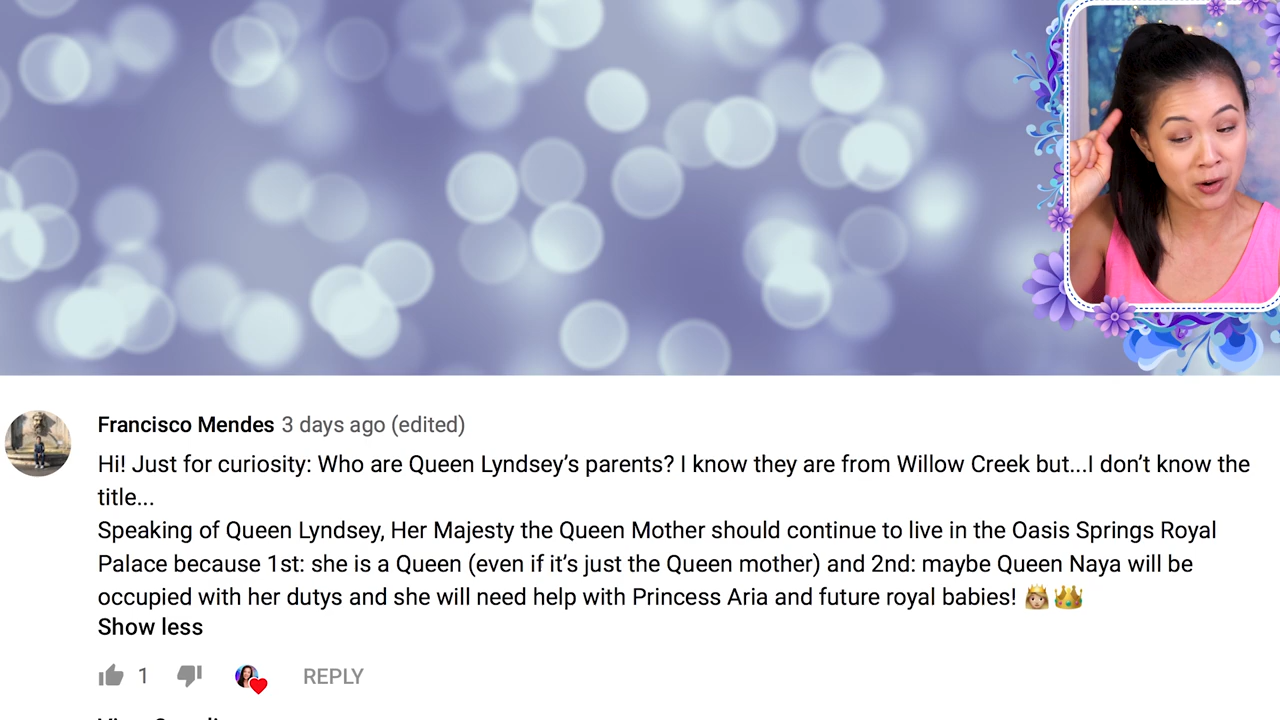 Francisco Mendes 3 days ago (edited)
Hi! Just for curiosity: Who are Queen Lyndsey’s parents? I know they are from Willow Creek but...I don’t know the
title...
Speaking of Queen Lyndsey, Her Majesty the Queen Mother should continue to live in the Oasis Springs Royal
Palace because 1st: she is a Queen (even if it’s just the Queen mother) and 2nd: maybe Queen Naya will be
occupied with her dutys and she will need help with Princess Aria and future royal babies! 👸🏼👑
Show less
1 REPLY